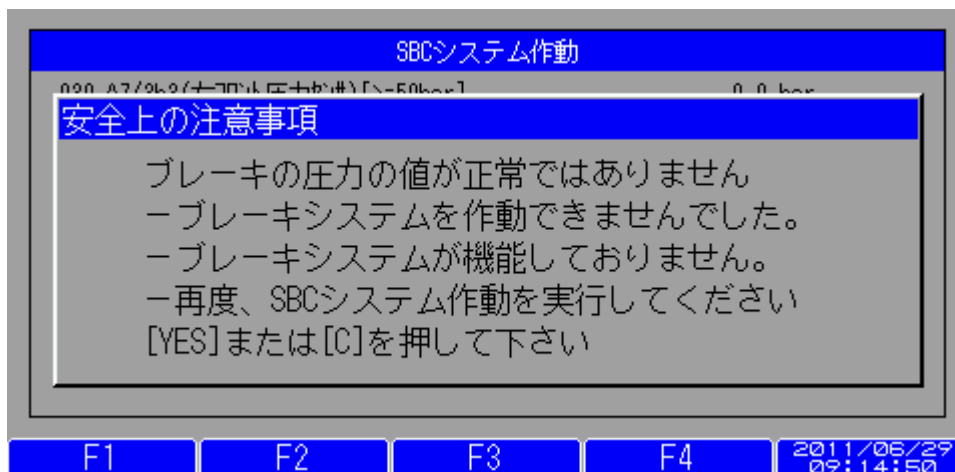 SBCシステム作動
安全上の注意事項
ブレーキの圧力の値が正常ではありません
ーブレーキシステムを作動できませんでした。
ーブレーキシステムが機能しておりません。
ー再度、SBCシステム作動を実行してください
[YES]または[C]を押して下さい
F1
F2
F3
F4
2011/06/29
09:14:50